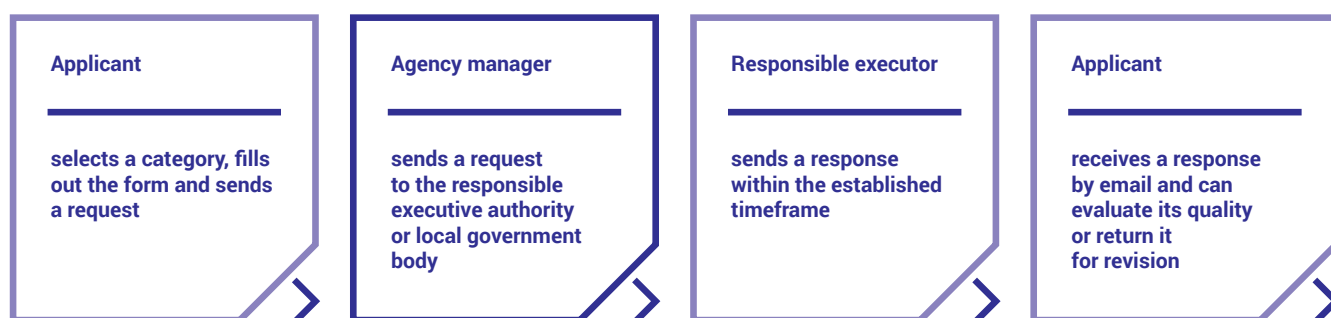 Applicant
selects a category, fills
out the form and sends
a request
Agency manager
sends a request
to the responsible
executive authority
or local government
body
Responsible executor
sends a response
within the established
timeframe
Applicant
receives a response
by email and can
evaluate its quality
or return it
for revision